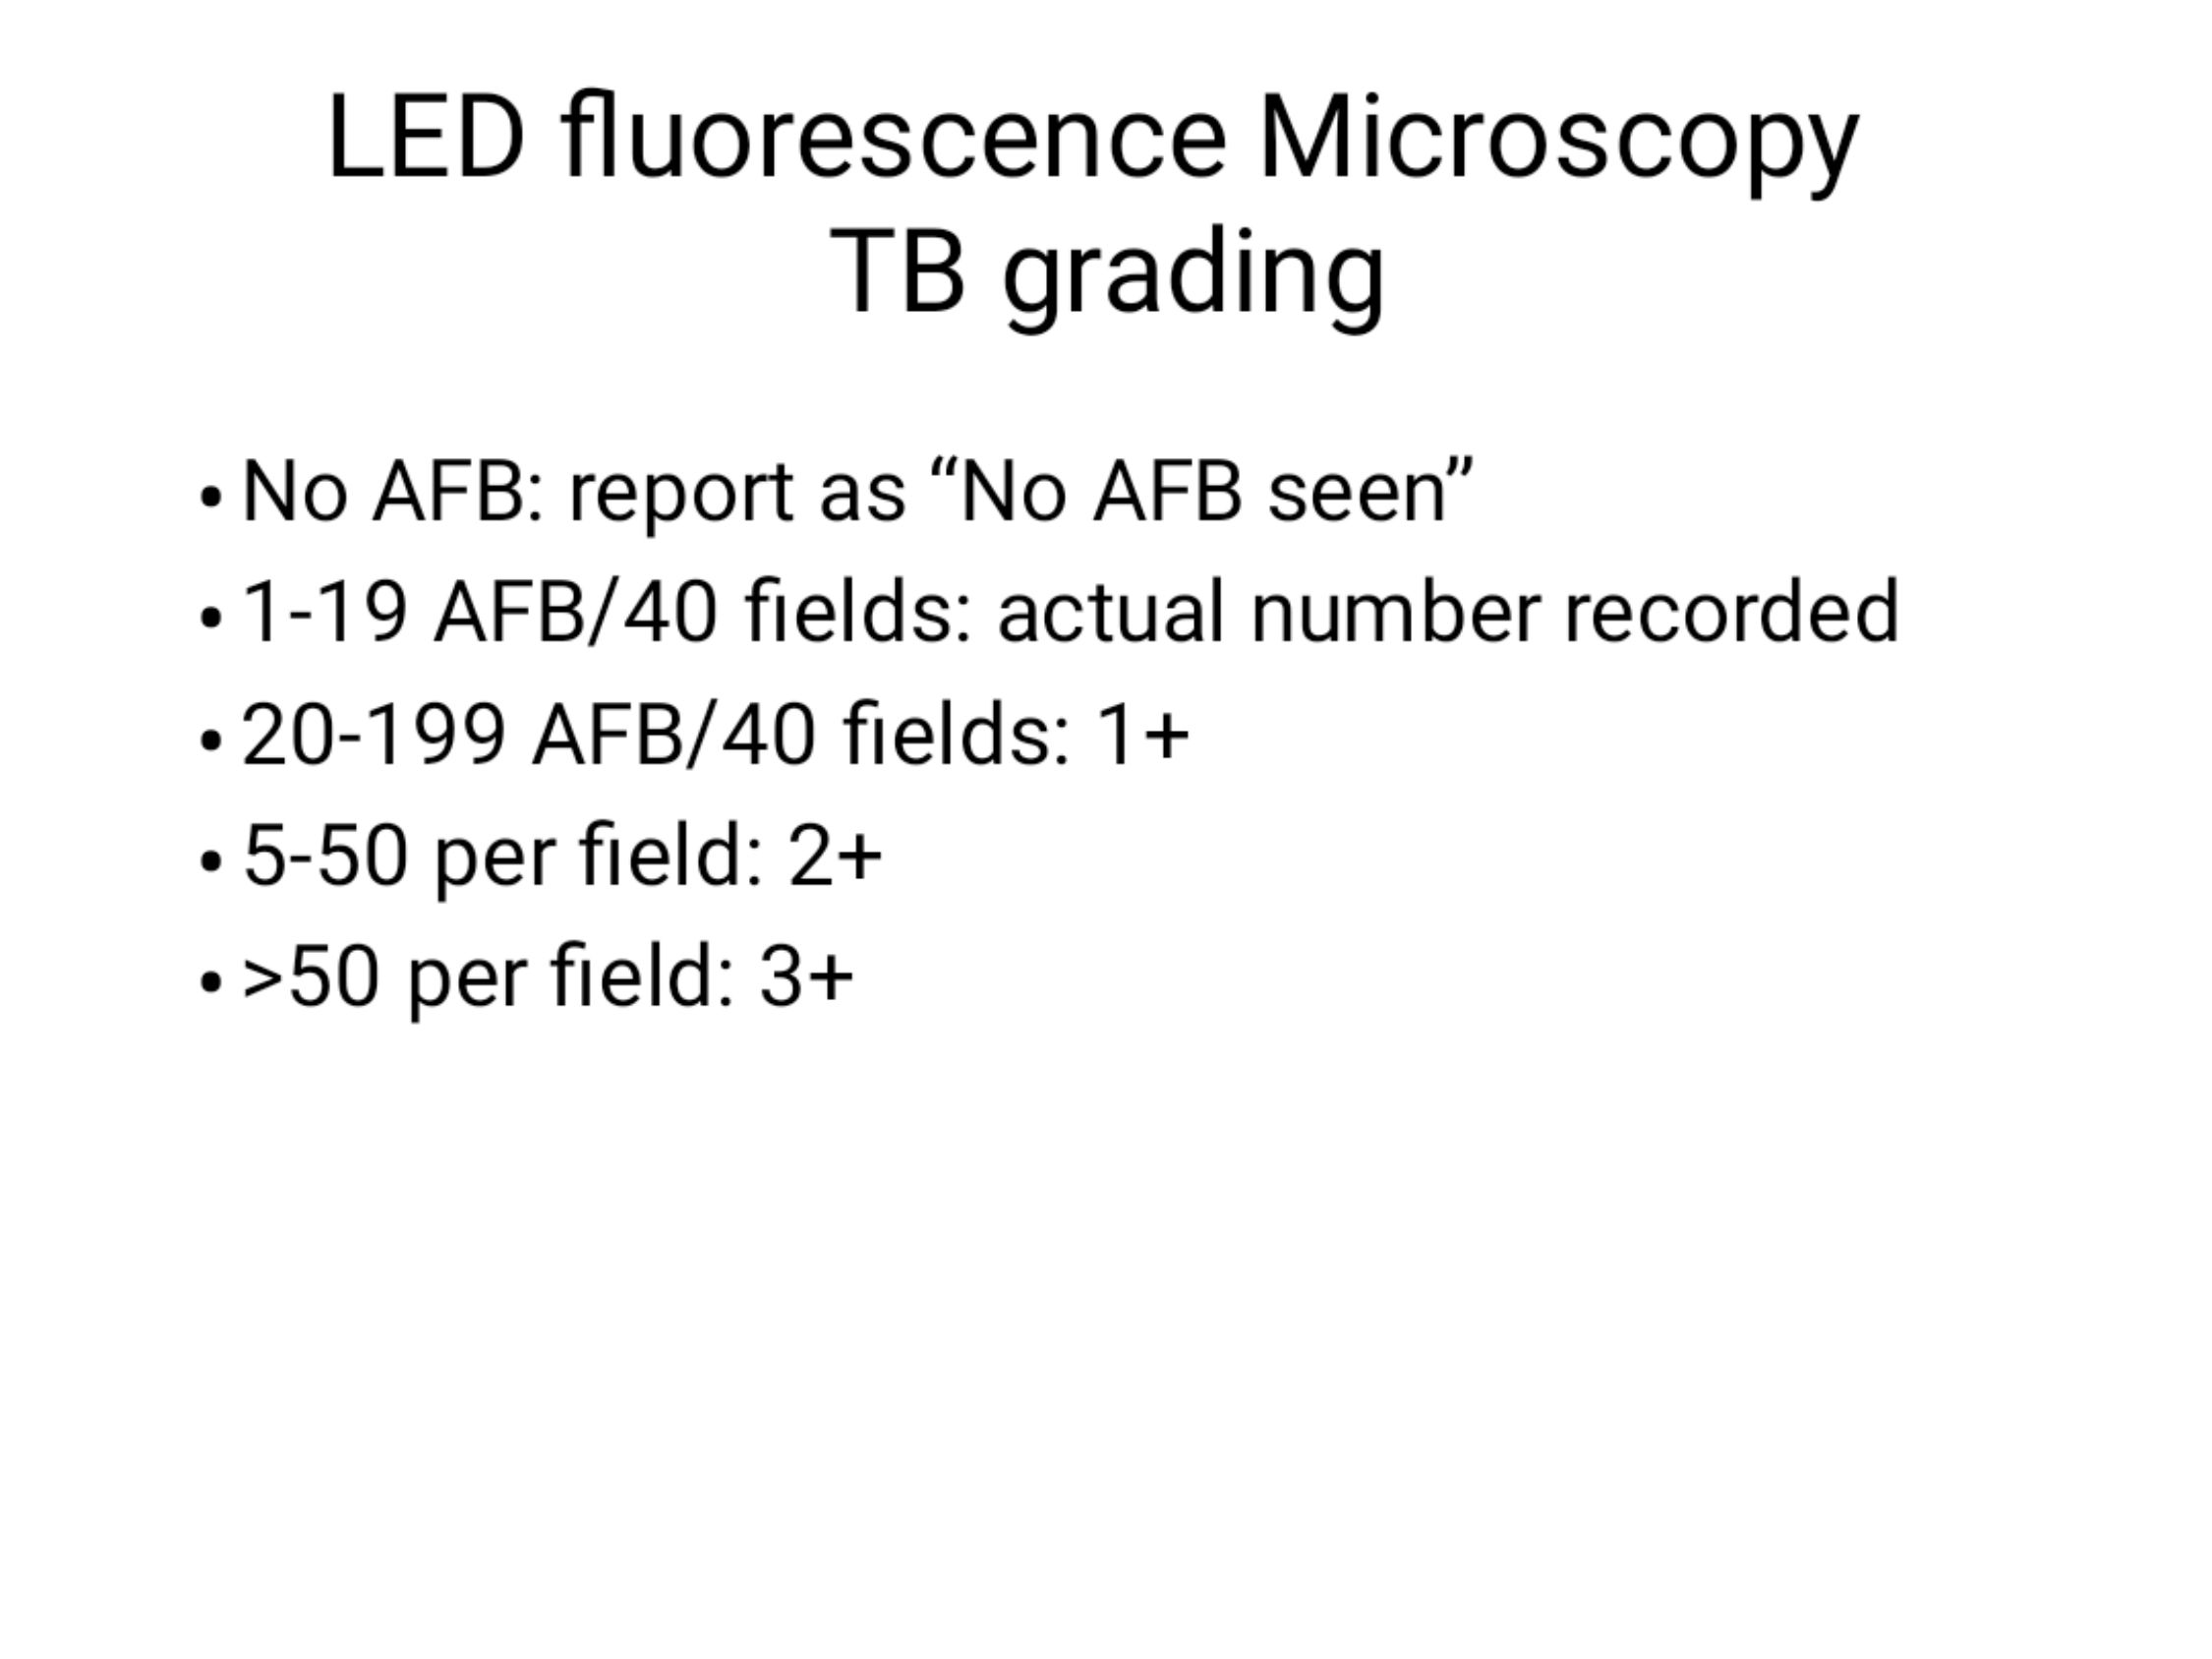 LED fluorescence Microscopy
TB grading
• No AFB: report as “No AFB seen”
• 1-19 AFB/40 fields: actual number recorded
• 20-199 AFB/40 fields: 1+
• 5-50 per field: 2+
• >50 per field: 3+